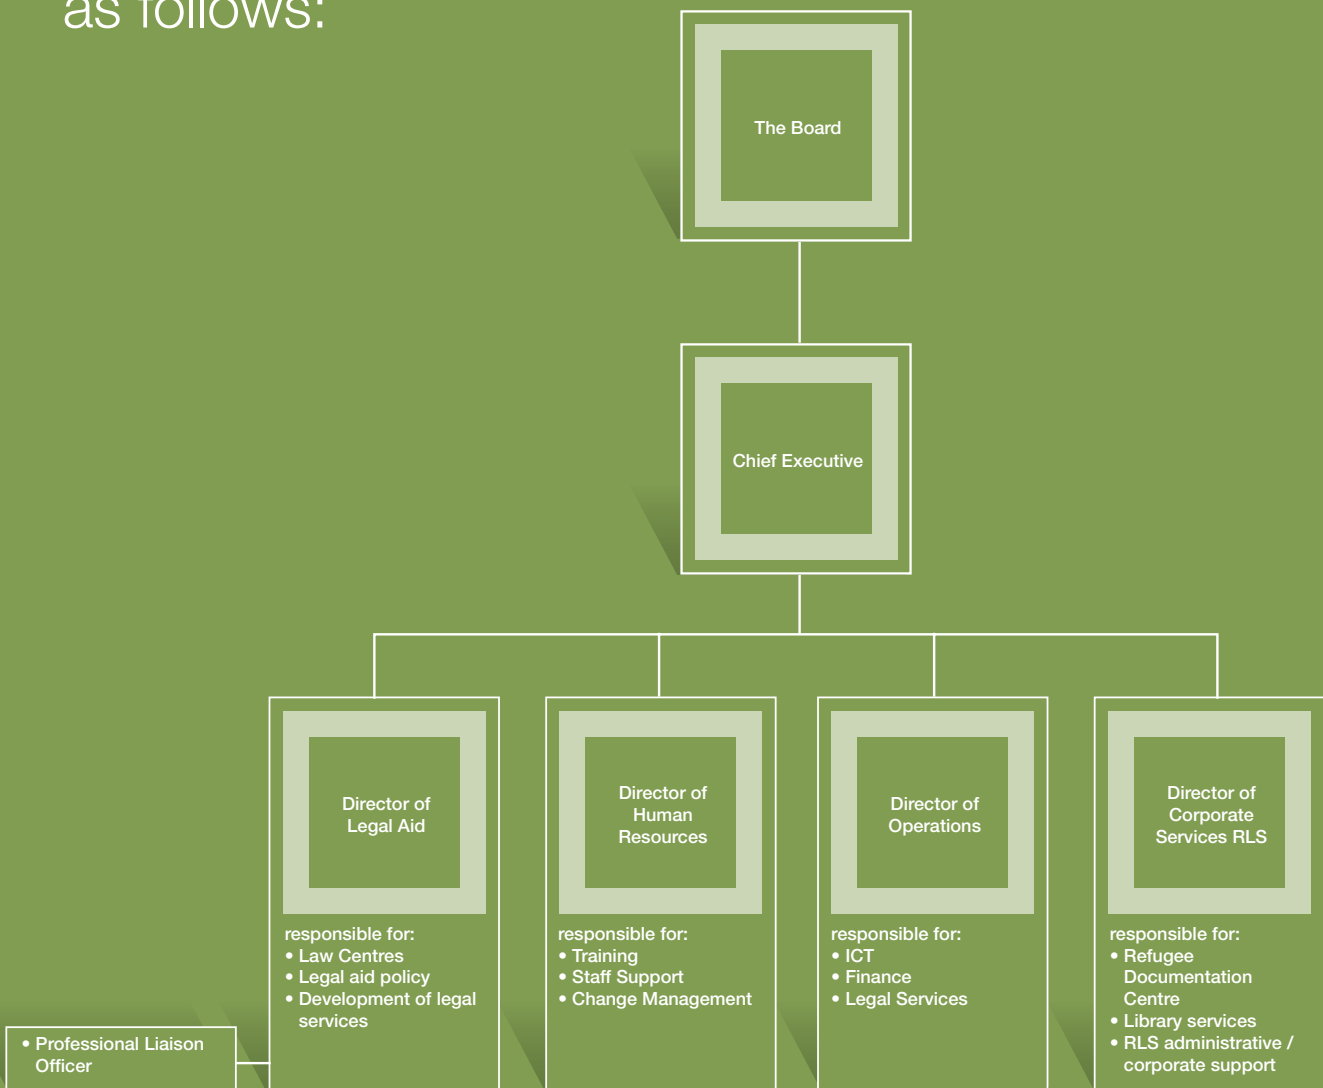 as follows:
The Board
Chief Executive
Director of
Legal Aid
responsible for:
• Law Centres
• Legal aid policy
• Development of legal
services
• Professional Liaison
Officer
Director of
Human
Resources
responsible for:
• Training
• Staff Support
• Change Management
Director of
Operations
responsible for:
• ICT
• Finance
• Legal Services
Director of
Corporate
Services RLS
responsible for:
• Refugee
Documentation
Centre
• Library services
• RLS administrative /
corporate support